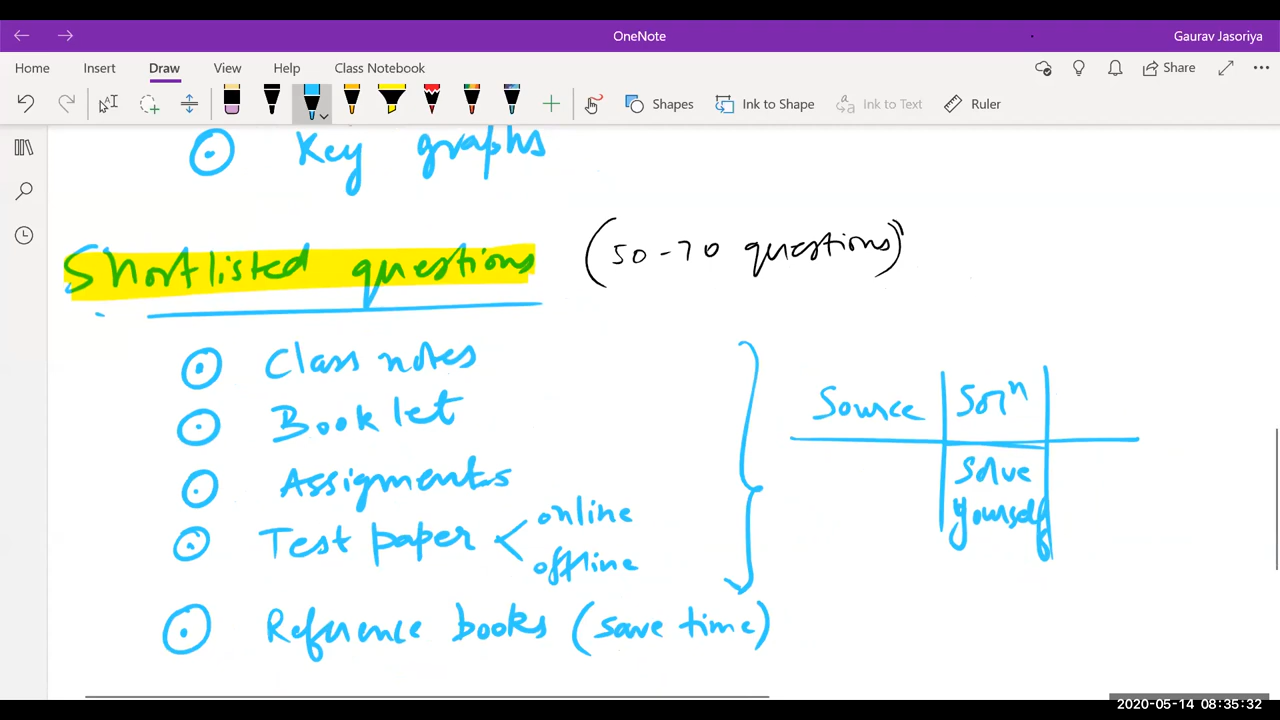 OneNote
Gaurav Jasoriya
Home Insert Draw View Help Class Notebook Share
Shapes Ink to Shape Ink to Text Ruler
Key graphs
Shortlisted questions (50-70 questions)
Class notes
Booklet
Assigments
Test paper < online
offline
Reference books (save time)
Source Solⁿ
solve
yourself
2020-05-14 08:35:32